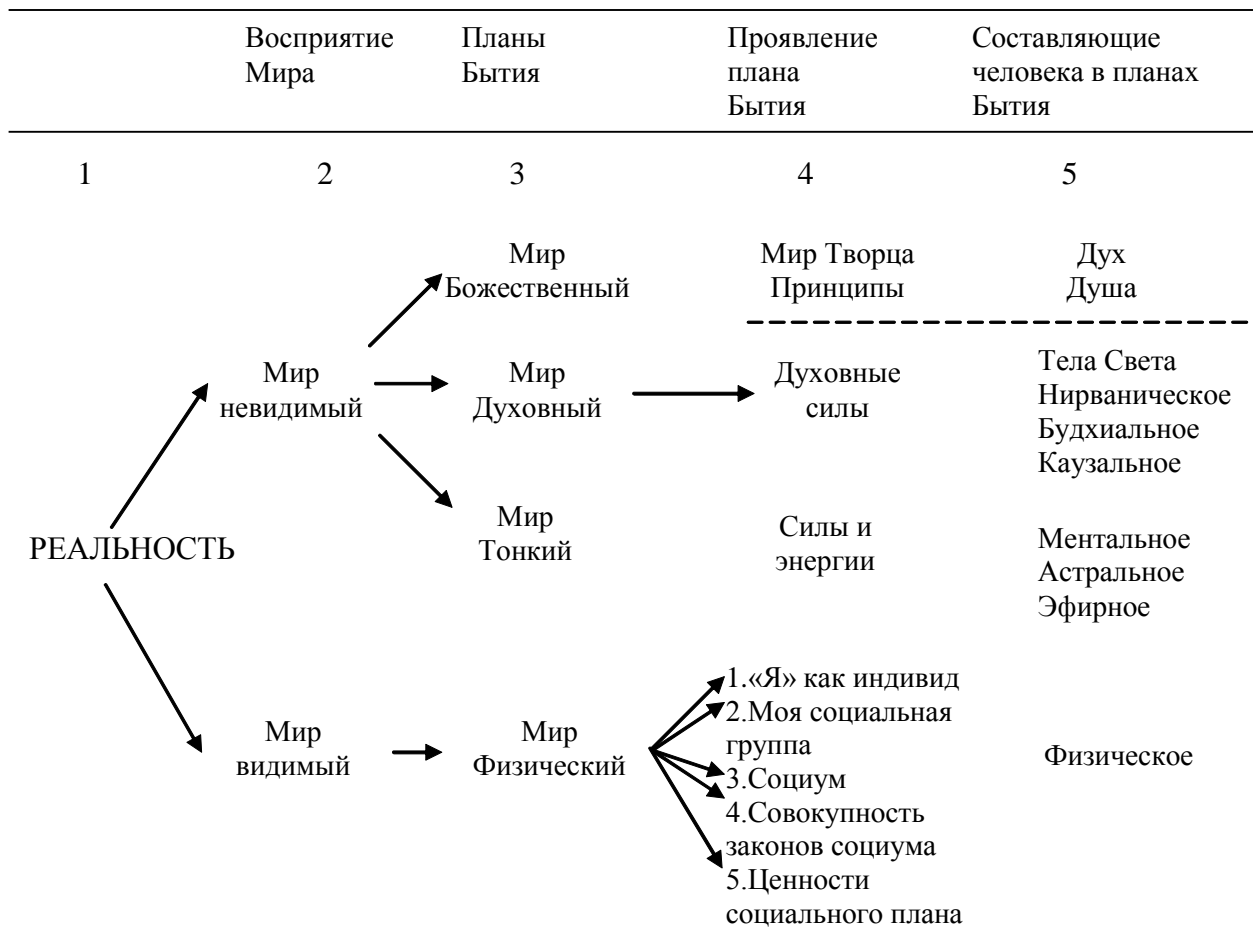 Восприятие Мира
Планы Бытия
Проявление плана Бытия
Составляющие человека в планах Бытия
1 2 3 4 5
Мир Божественный
Мир Творца
Принципы
Дух
Душа
Мир невидимый
Мир Духовный
Духовные силы
Тела Света
Нирваническое
Будхиальное
Каузальное
РЕАЛЬНОСТЬ
Мир Тонкий
Силы и энергии
Ментальное
Астральное
Эфирное
Мир видимый
Мир Физический
1.«Я» как индивид
2.Моя социальная
группа
3.Социум
4.Совокупность
законов социума
5.Ценности
социального плана
Физическое